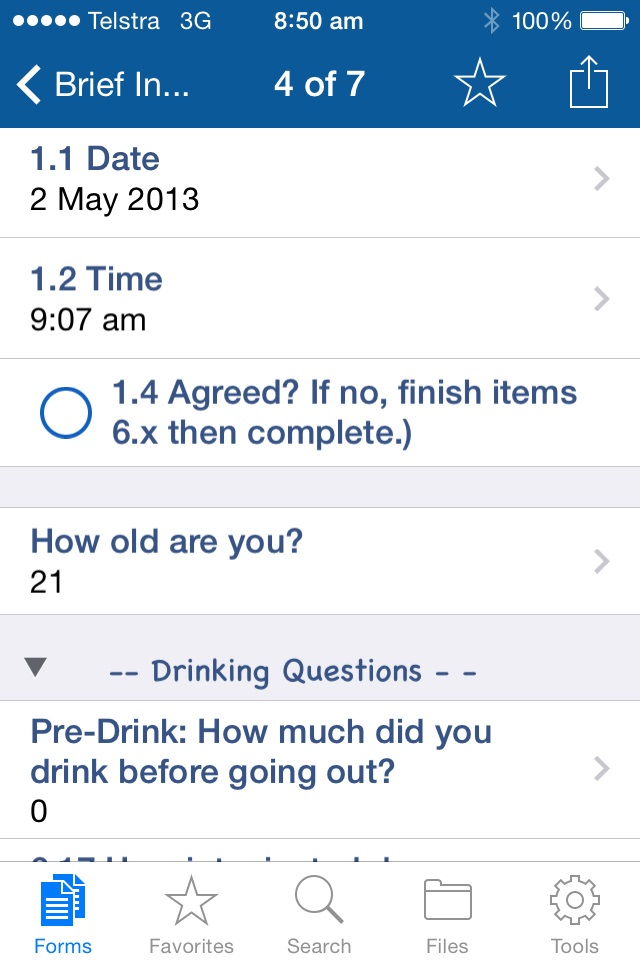 Telstra 3G 8:50 am 100%
Brief In... 4 of 7
1.1 Date
2 May 2013
1.2 Time
9:07 am
1.4 Agreed? If no, finish items
6.x then complete.)
How old are you?
21
-- Drinking Questions - -
Pre-Drink: How much did you
drink before going out?
0
Forms Favorites Search Files Tools